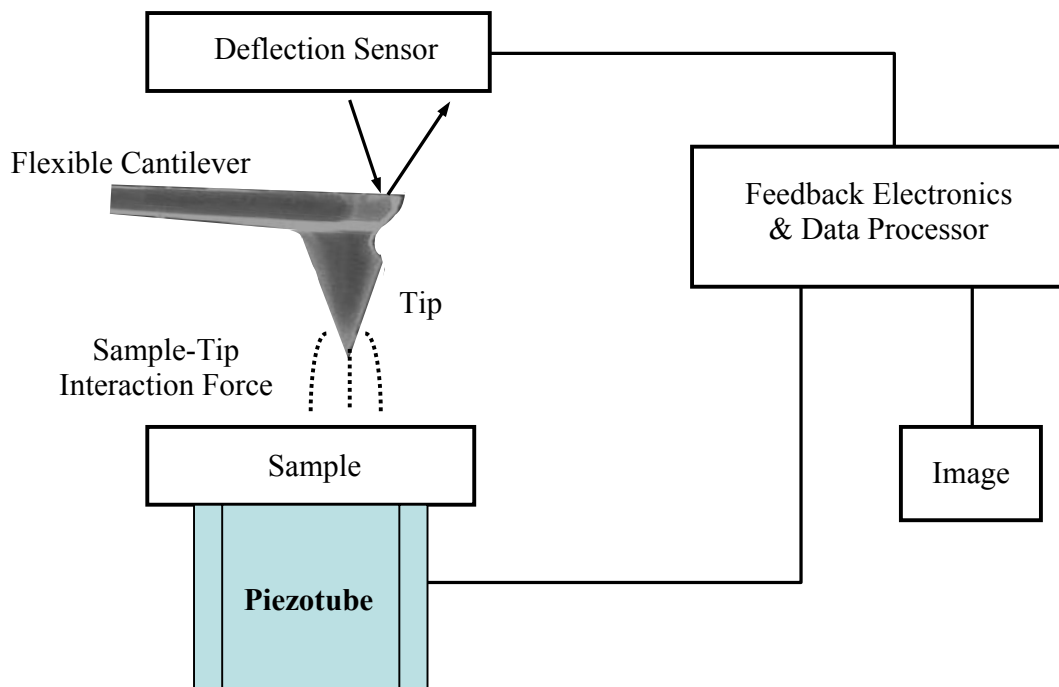 Deflection Sensor
Flexible Cantilever
Feedback Electronics
& Data Processor
Tip
Sample-Tip
Interaction Force
Sample
Image
Piezotube